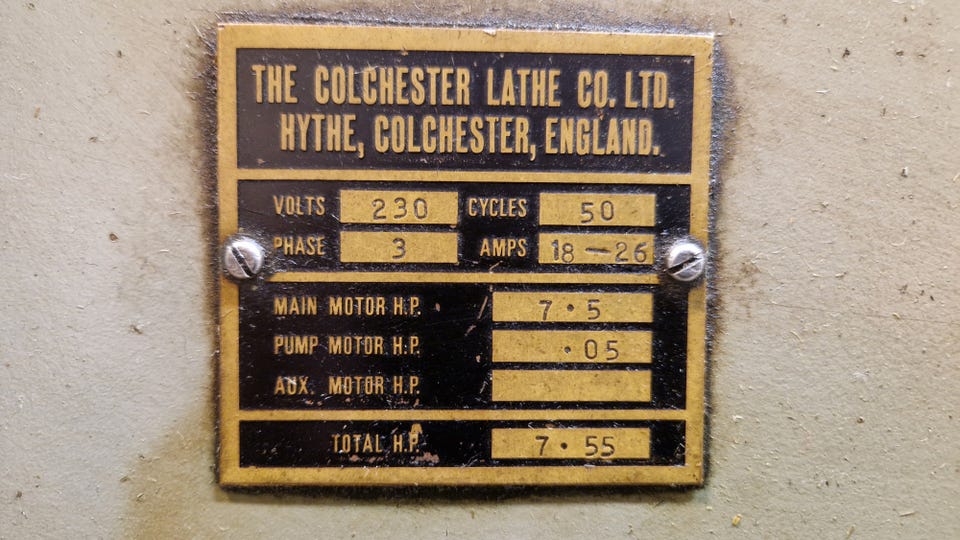 THE COLCHESTER LATHE CO. LTD.
HYTHE, COLCHESTER, ENGLAND.
VOLTS 230 CYCLES 50
PHASE 3 AMPS 18-26
MAIN MOTOR H.P. 7.5
PUMP MOTOR H.P. .05
AUX. MOTOR H.P.
TOTAL H.P. 7.55